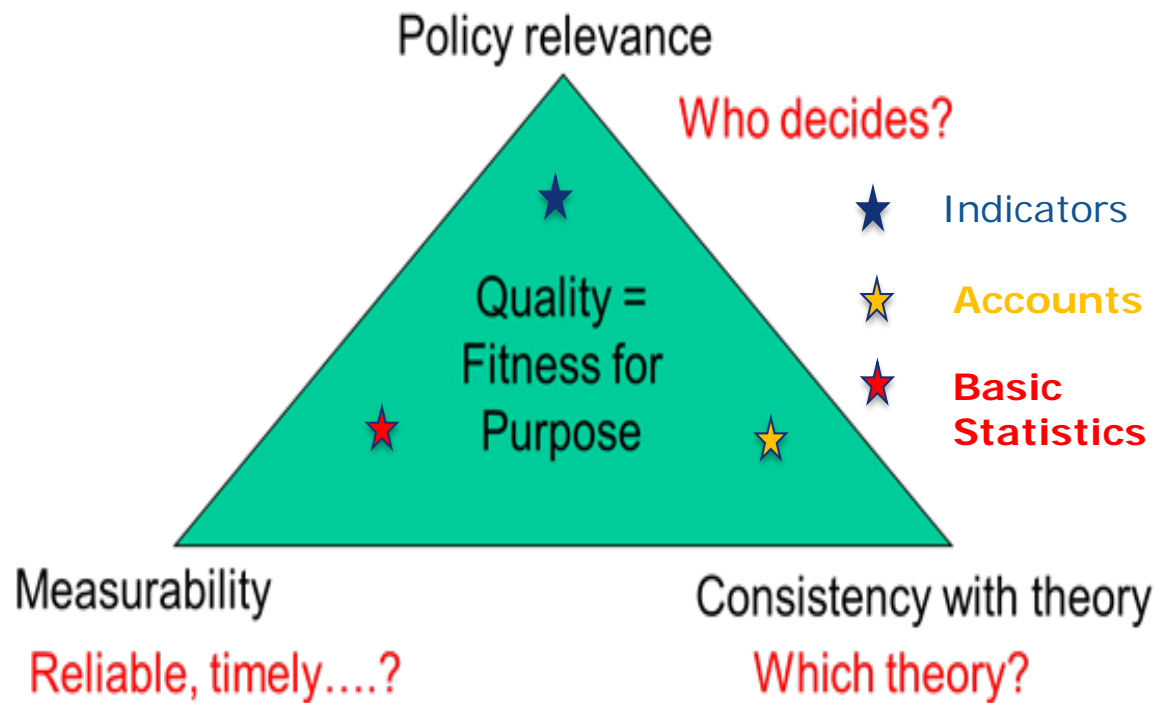 Policy relevance
Who decides?
Indicators
Accounts
Basic
Statistics
Quality =
Fitness for
Purpose
Measurability
Consistency with theory
Reliable, timely....?
Which theory?